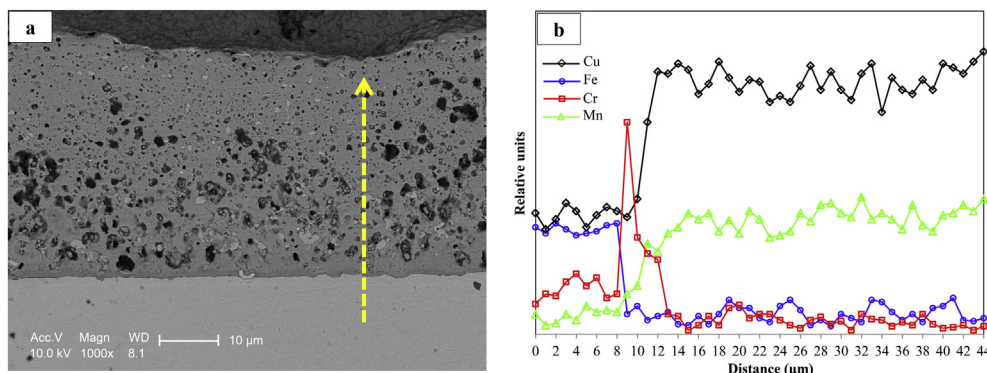 a
Acc.V Magn WD
10.0 kV 1000x 8.1 10 µm
b
Cu
Fe
Cr
Mn
Relative units
0 2 4 6 8 10 12 14 16 18 20 22 24 26 28 30 32 34 36 38 40 42 44
Distance (µm)